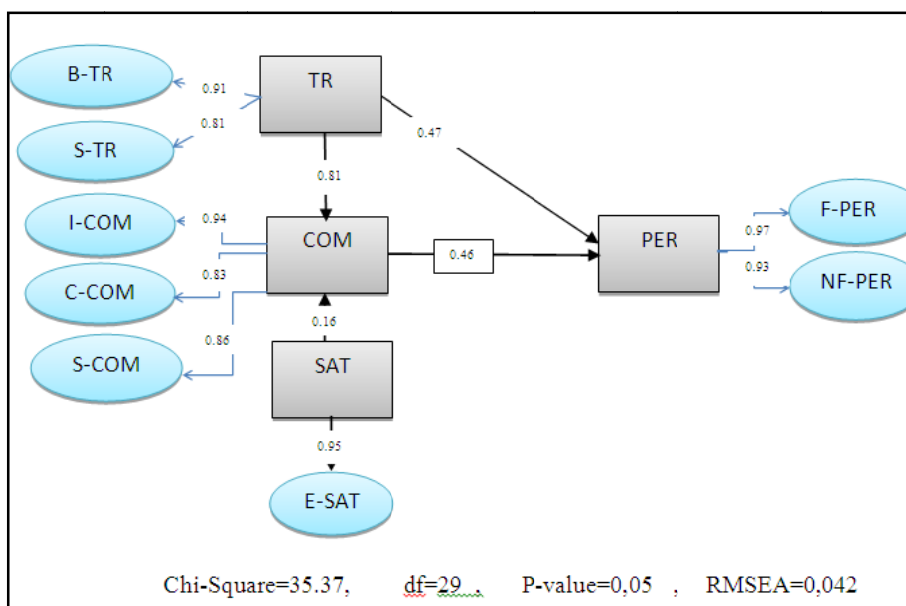 B-TR
0.91
TR
S-TR
0.81
0.47
0.81
I-COM
0.94
COM
0.46
PER
F-PER
0.97
C-COM
0.83
0.93
NF-PER
S-COM
0.86
0.16
SAT
0.95
E-SAT
Chi-Square=35.37, df=29 , P-value=0,05 , RMSEA=0,042